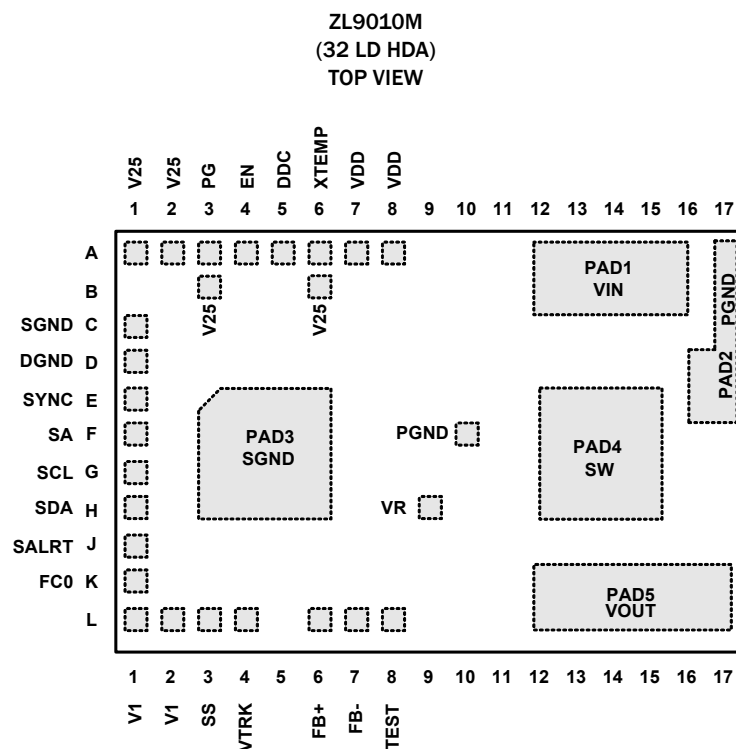 ZL9010M
(32 LD HDA)
TOP VIEW
V25 V25 PG EN DDC XTEMP VDD VDD
1 2 3 4 5 6 7 8 9 10 11 12 13 14 15 16 17
A
PAD1
VIN
PGND
B
V25 V25
SGND C
DGND D
PAD2
SYNC E
SA F
PAD3
SGND
PGND
PAD4
SW
SCL G
SDA H
VR
SALRT J
FC0 K
PAD5
VOUT
L
1 2 3 4 5 6 7 8 9 10 11 12 13 14 15 16 17
V1 V1 SS VTRK FB+ FB- TEST